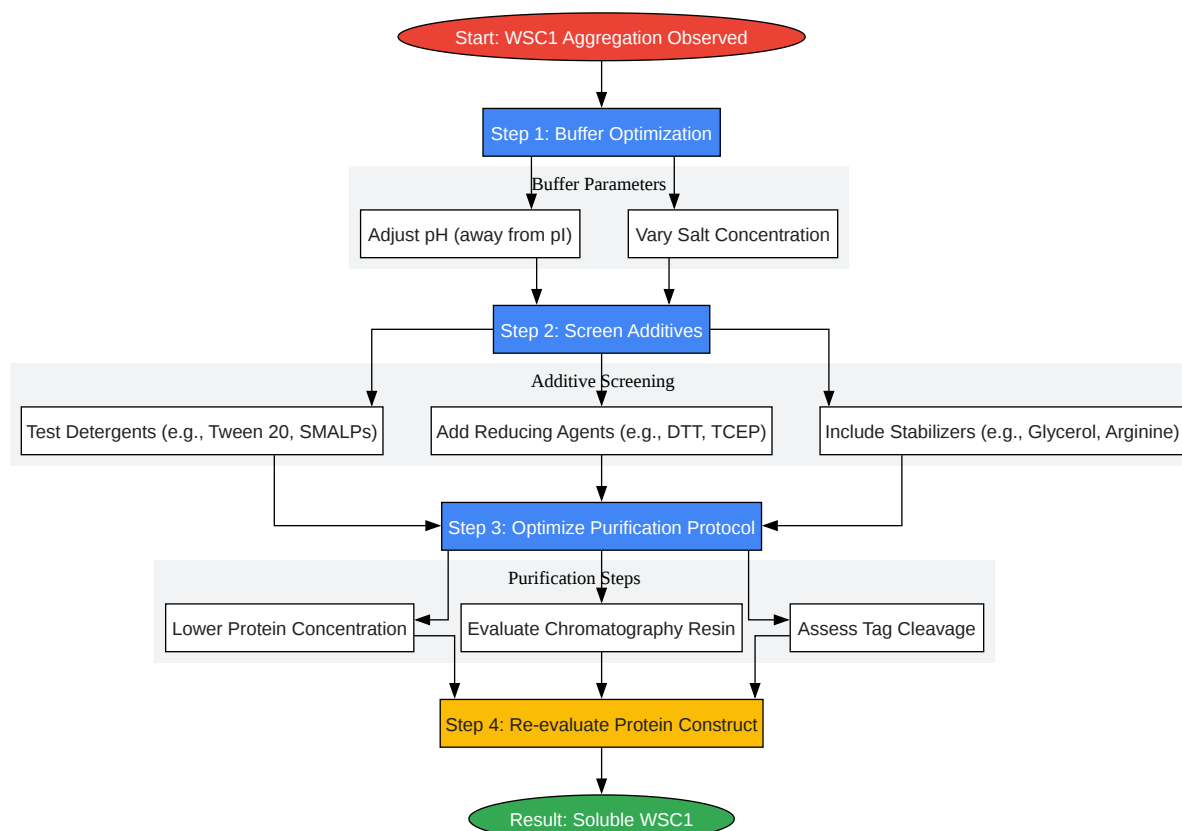 Start: WSC1 Aggregation Observed
Step 1: Buffer Optimization
Buffer Parameters
Adjust pH (away from pI)
Vary Salt Concentration
Step 2: Screen Additives
Additive Screening
Test Detergents (e.g., Tween 20, SMALPs)
Add Reducing Agents (e.g., DTT, TCEP)
Include Stabilizers (e.g., Glycerol, Arginine)
Step 3: Optimize Purification Protocol
Purification Steps
Lower Protein Concentration
Evaluate Chromatography Resin
Assess Tag Cleavage
Step 4: Re-evaluate Protein Construct
Result: Soluble WSC1